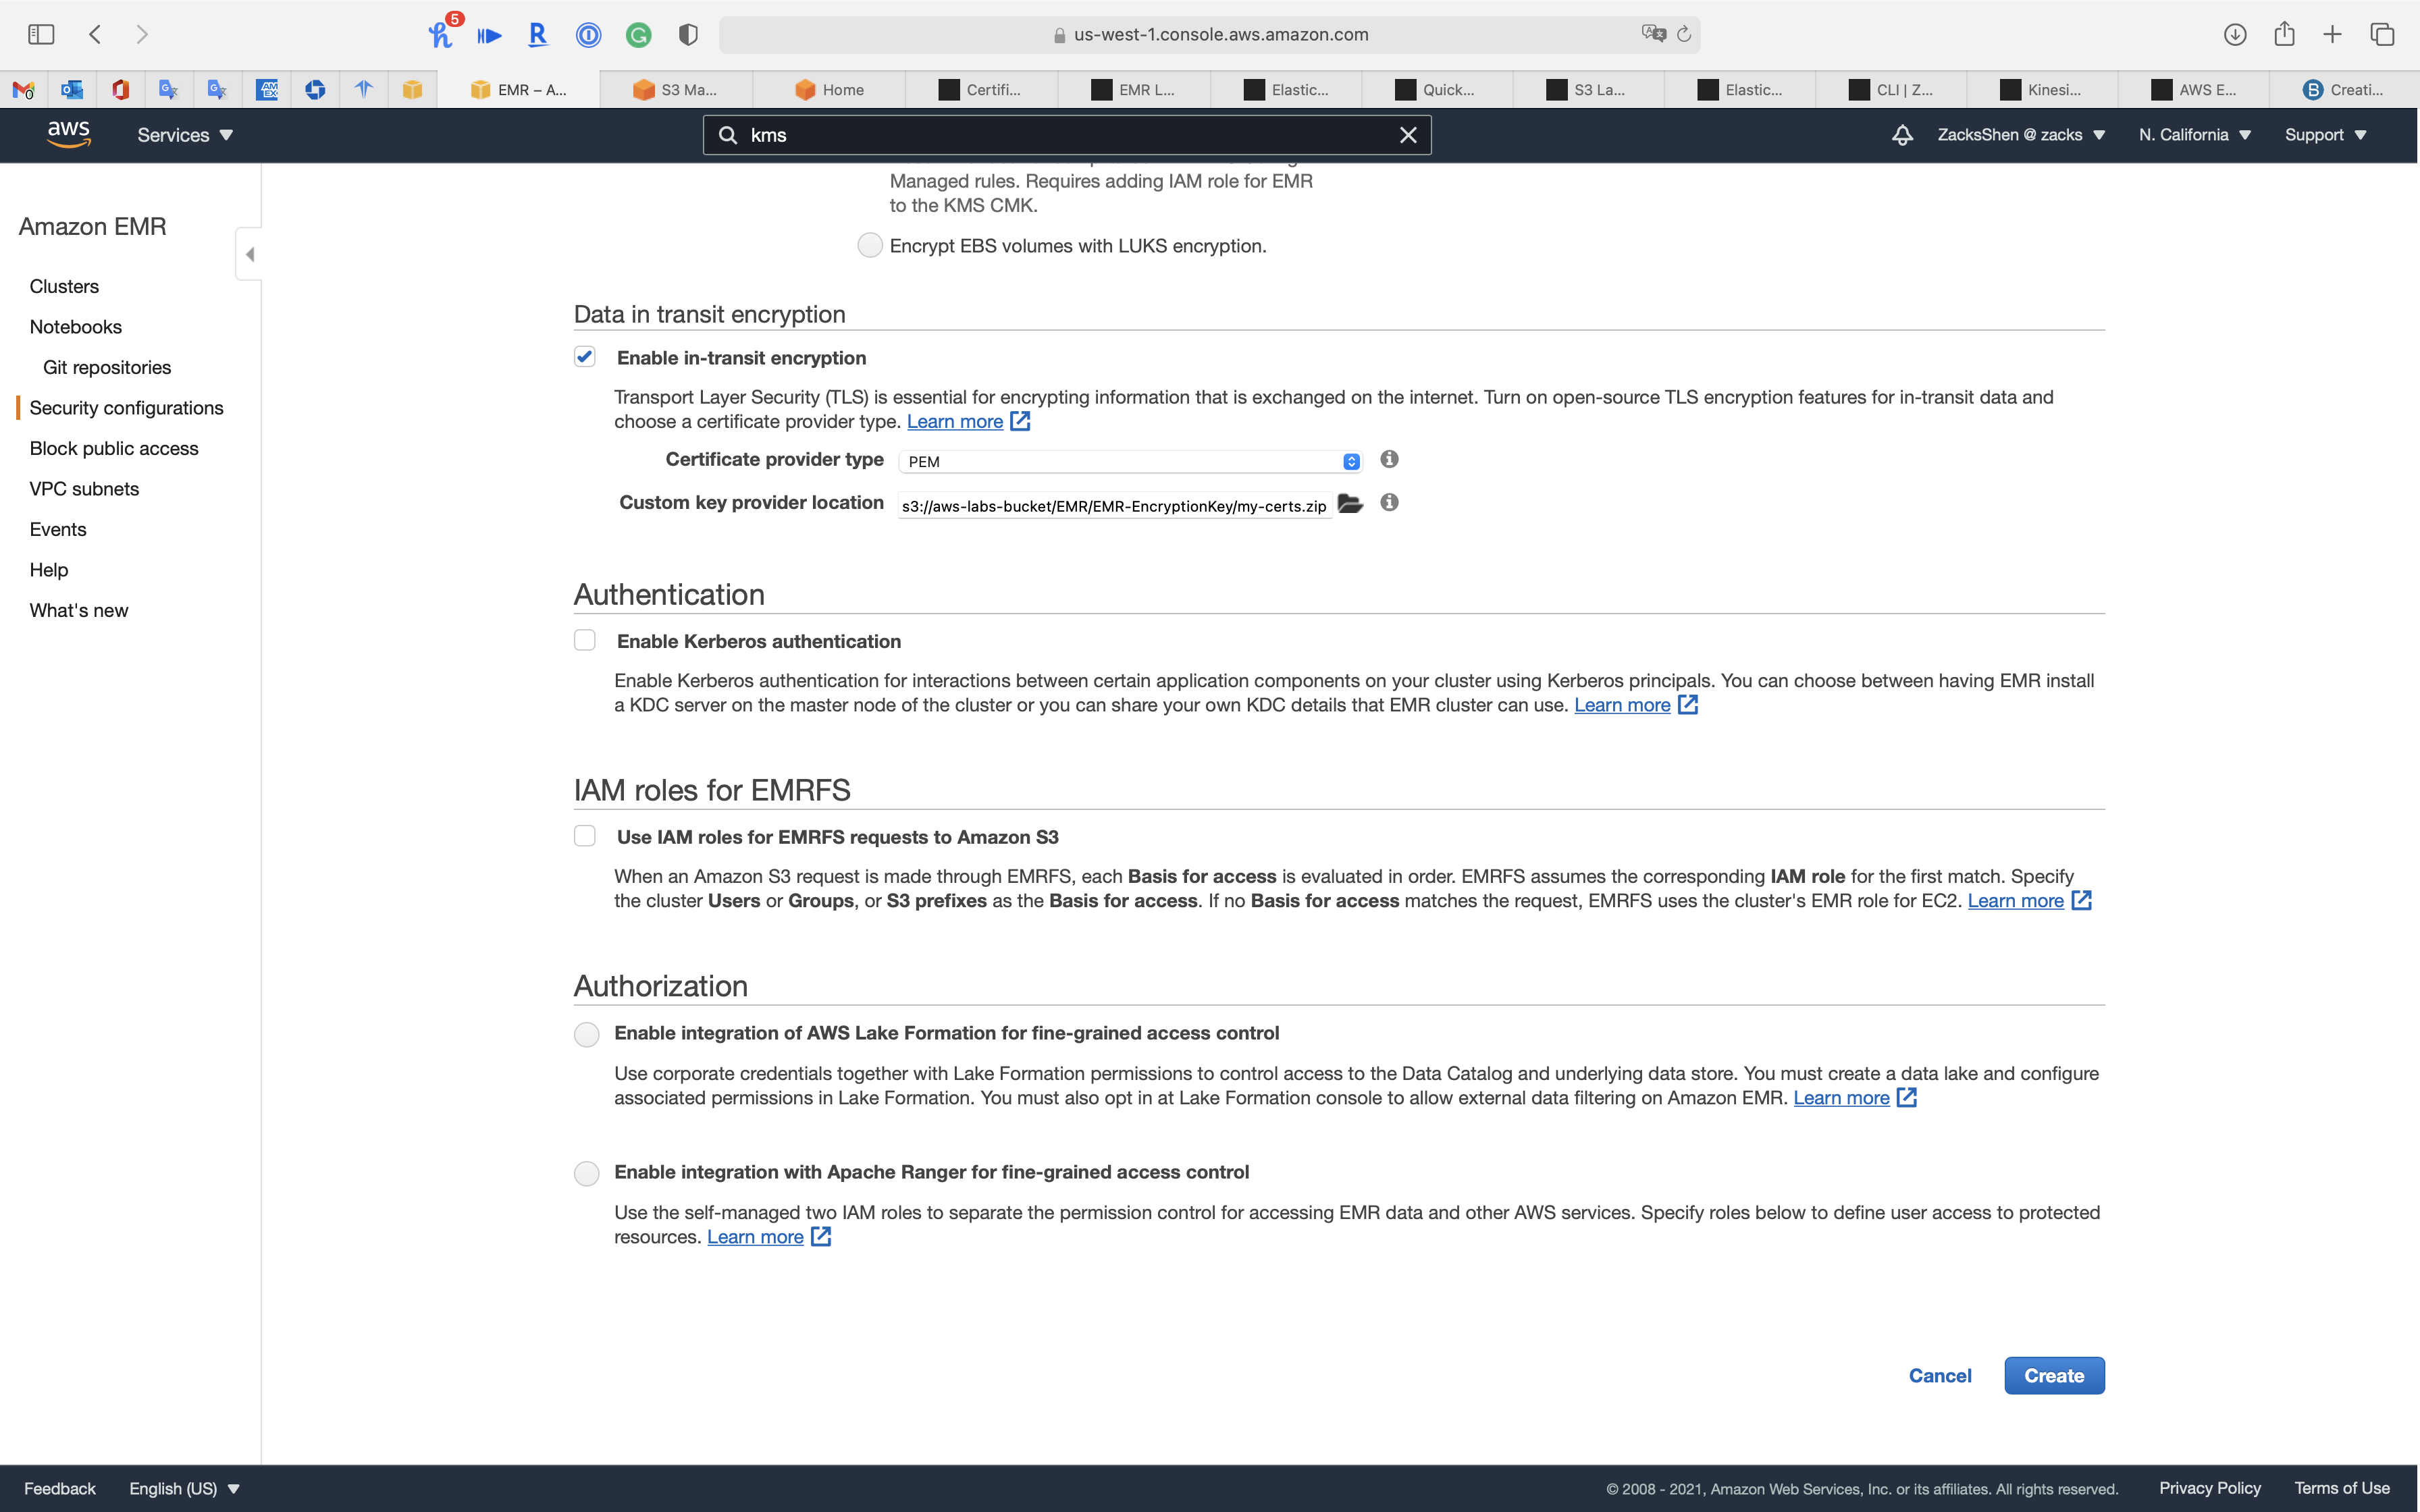 5
us-west-1.console.aws.amazon.com
EMR – A...
S3 Ma...
Home
Certifi...
EMR L...
Elastic...
Quick...
S3 La...
Elastic...
CLI | Z...
Kinesi...
AWS E...
Creati...
aws
Services
kms
ZacksShen @ zacks
N. California
Support
Amazon EMR
Clusters
Notebooks
Git repositories
Security configurations
Block public access
VPC subnets
Events
Help
What's new
Managed rules. Requires adding IAM role for EMR
to the KMS CMK.
Encrypt EBS volumes with LUKS encryption.
Data in transit encryption
Enable in-transit encryption
Transport Layer Security (TLS) is essential for encrypting information that is exchanged on the internet. Turn on open-source TLS encryption features for in-transit data and
choose a certificate provider type. Learn more
Certificate provider type PEM
Custom key provider location s3://aws-labs-bucket/EMR/EMR-EncryptionKey/my-certs.zip
Authentication
Enable Kerberos authentication
Enable Kerberos authentication for interactions between certain application components on your cluster using Kerberos principals. You can choose between having EMR install
a KDC server on the master node of the cluster or you can share your own KDC details that EMR cluster can use. Learn more
IAM roles for EMRFS
Use IAM roles for EMRFS requests to Amazon S3
When an Amazon S3 request is made through EMRFS, each Basis for access is evaluated in order. EMRFS assumes the corresponding IAM role for the first match. Specify
the cluster Users or Groups, or S3 prefixes as the Basis for access. If no Basis for access matches the request, EMRFS uses the cluster's EMR role for EC2. Learn more
Authorization
Enable integration of AWS Lake Formation for fine-grained access control
Use corporate credentials together with Lake Formation permissions to control access to the Data Catalog and underlying data store. You must create a data lake and configure
associated permissions in Lake Formation. You must also opt in at Lake Formation console to allow external data filtering on Amazon EMR. Learn more
Enable integration with Apache Ranger for fine-grained access control
Use the self-managed two IAM roles to separate the permission control for accessing EMR data and other AWS services. Specify roles below to define user access to protected
resources. Learn more
Cancel
Create
Feedback
English (US)
© 2008 - 2021, Amazon Web Services, Inc. or its affiliates. All rights reserved.
Privacy Policy
Terms of Use